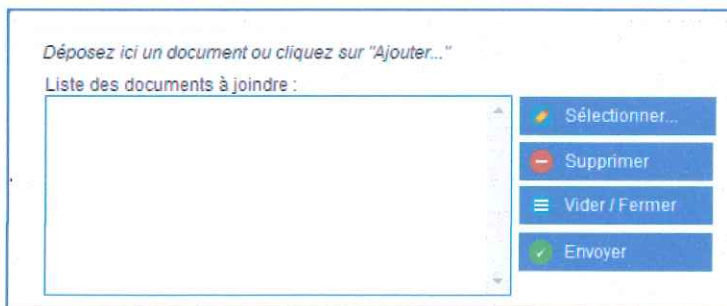 Déposez ici un document ou cliquez sur "Ajouter..."
Liste des documents à joindre :
Sélectionner...
Supprimer
Vider / Fermer
Envoyer